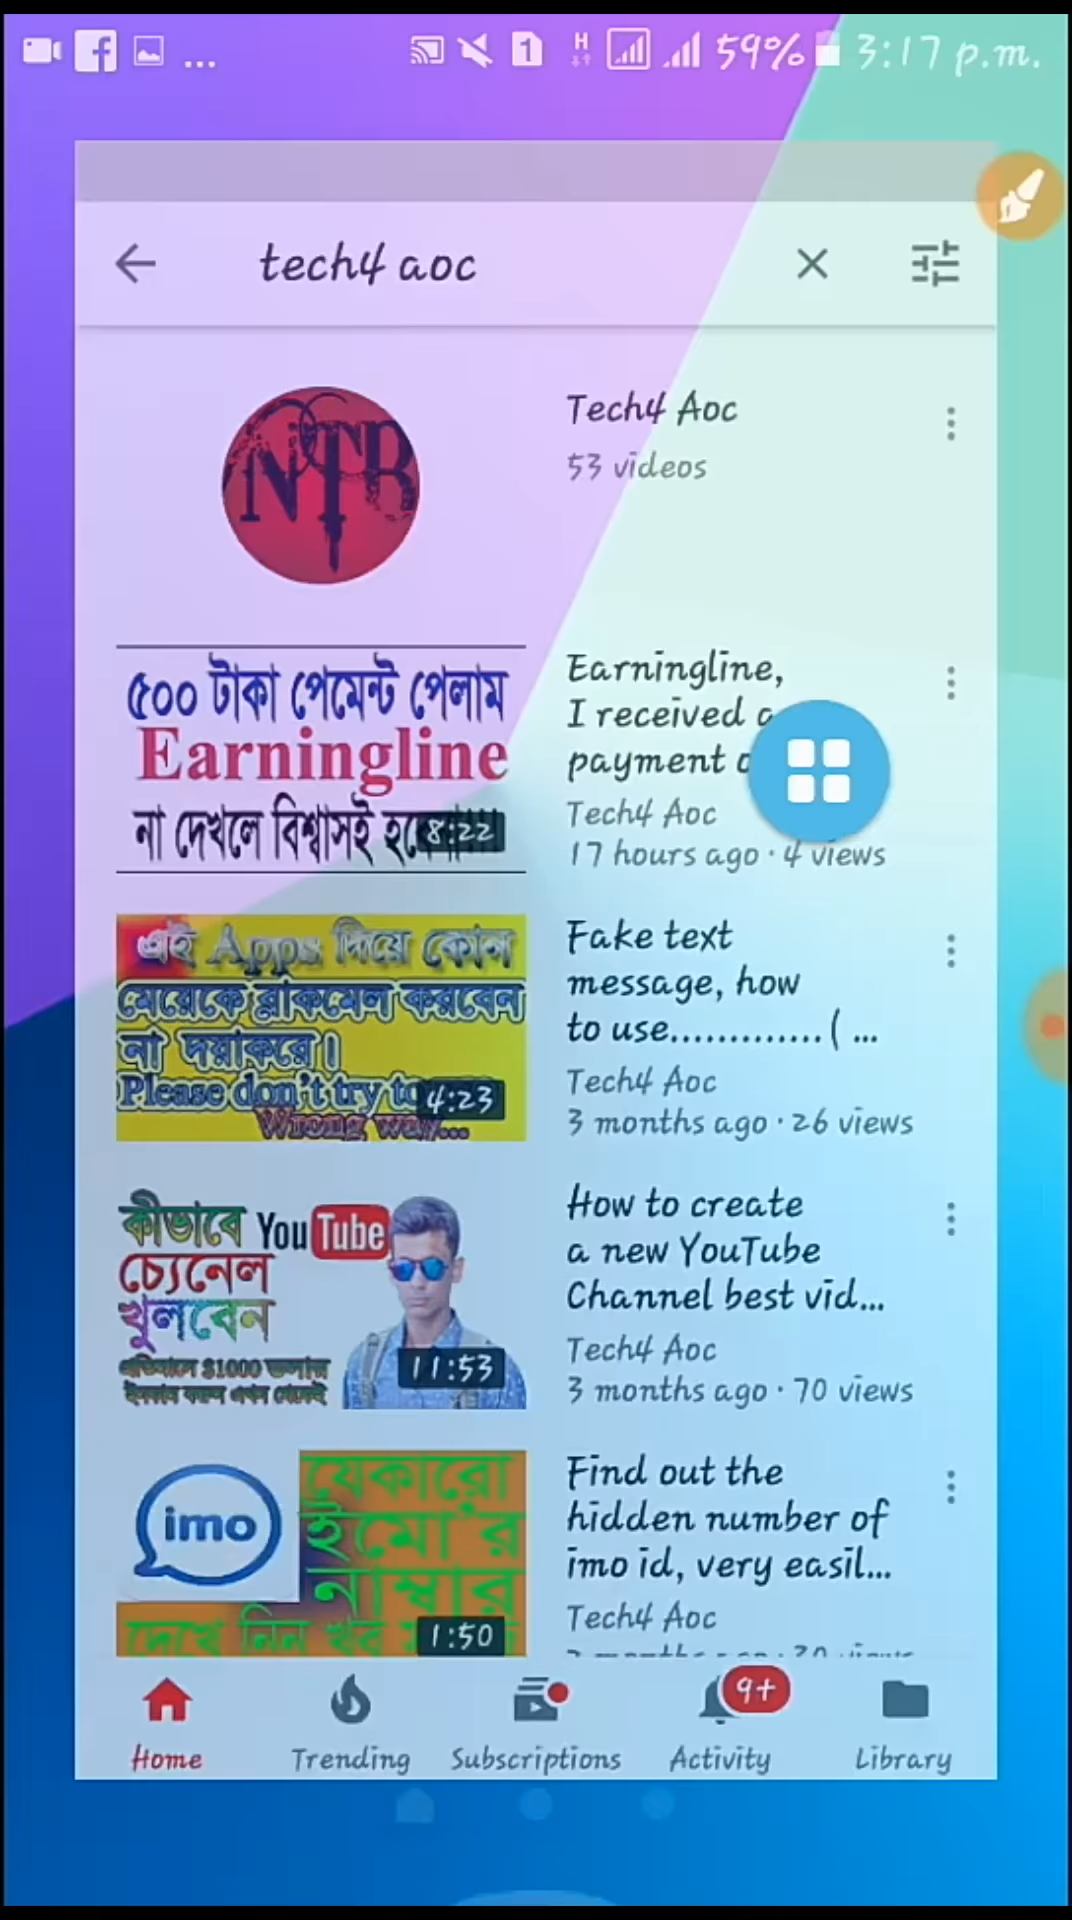 ... 1 H 59% 3:17 p.m.
tech4 aoc
NTB
Tech4 Aoc
53 videos
৫০০ টাকা পেমেন্ট পেলাম
Earningline
না দেখলে বিশ্বাসই
8:22
Earningline,
I received
payment
Tech4 Aoc
17 hours ago · 4 views
এই Apps দিয়ে কোন
মেয়েকে ব্লাকমেল করবেন
না দয়াকরে।
Please don't try to
4:23
Wrong way...
Fake text
message, how
to use.............( ...
Tech4 Aoc
3 months ago · 26 views
কীভাবে YouTube
চ্যেনেল
খুলবেন
$1000
11:53
How to create
a new YouTube
Channel best vid...
Tech4 Aoc
3 months ago · 70 views
imo
যেকারো
ইমো'র
নাম্বার
দেখে নিন খুব
1:50
Find out the
hidden number of
imo id, very easil...
Tech4 Aoc
9+
Home Trending Subscriptions Activity Library